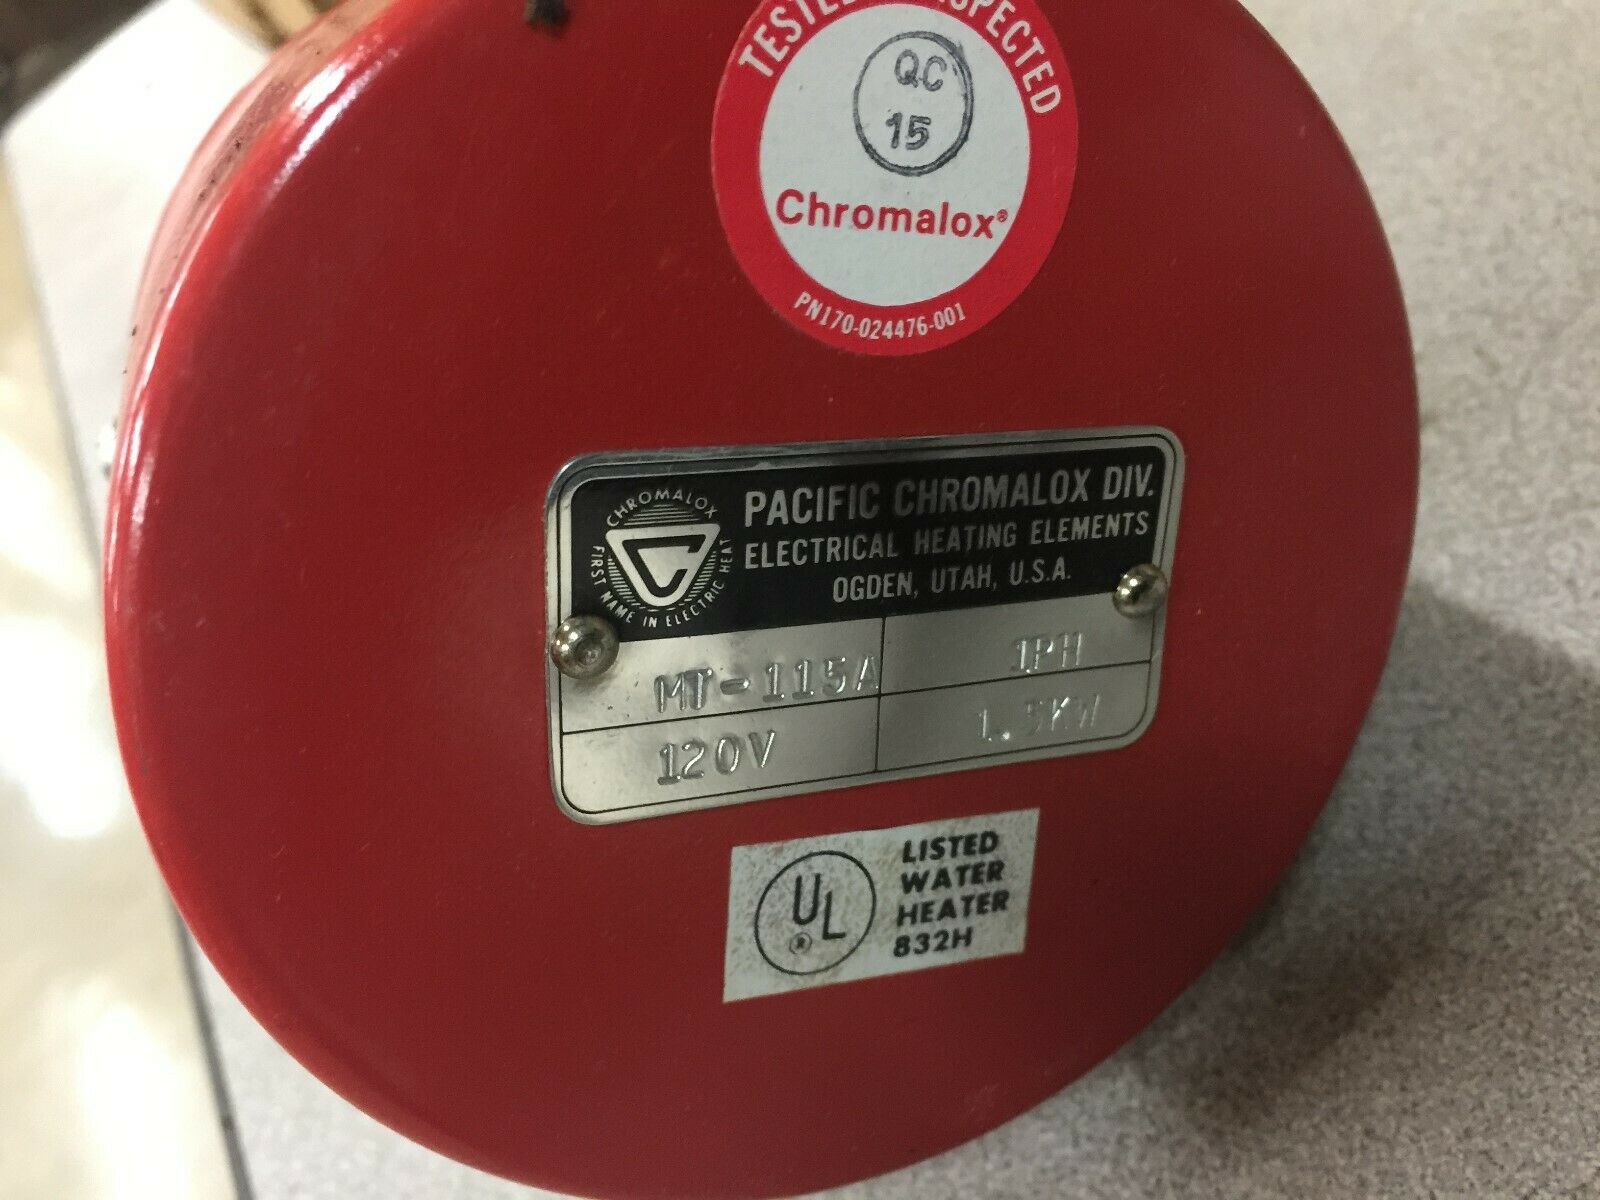 TESTED INSPECTED
QC
15
Chromalox®
PN170-024476-001
CHROMALOX
C
FIRST NAME IN ELECTRIC HEAT
PACIFIC CHROMALOX DIV.
ELECTRICAL HEATING ELEMENTS
OGDEN, UTAH, U.S.A.
MT-115A 1PH
120V 1.5KW
UL®
LISTED
WATER
HEATER
832H